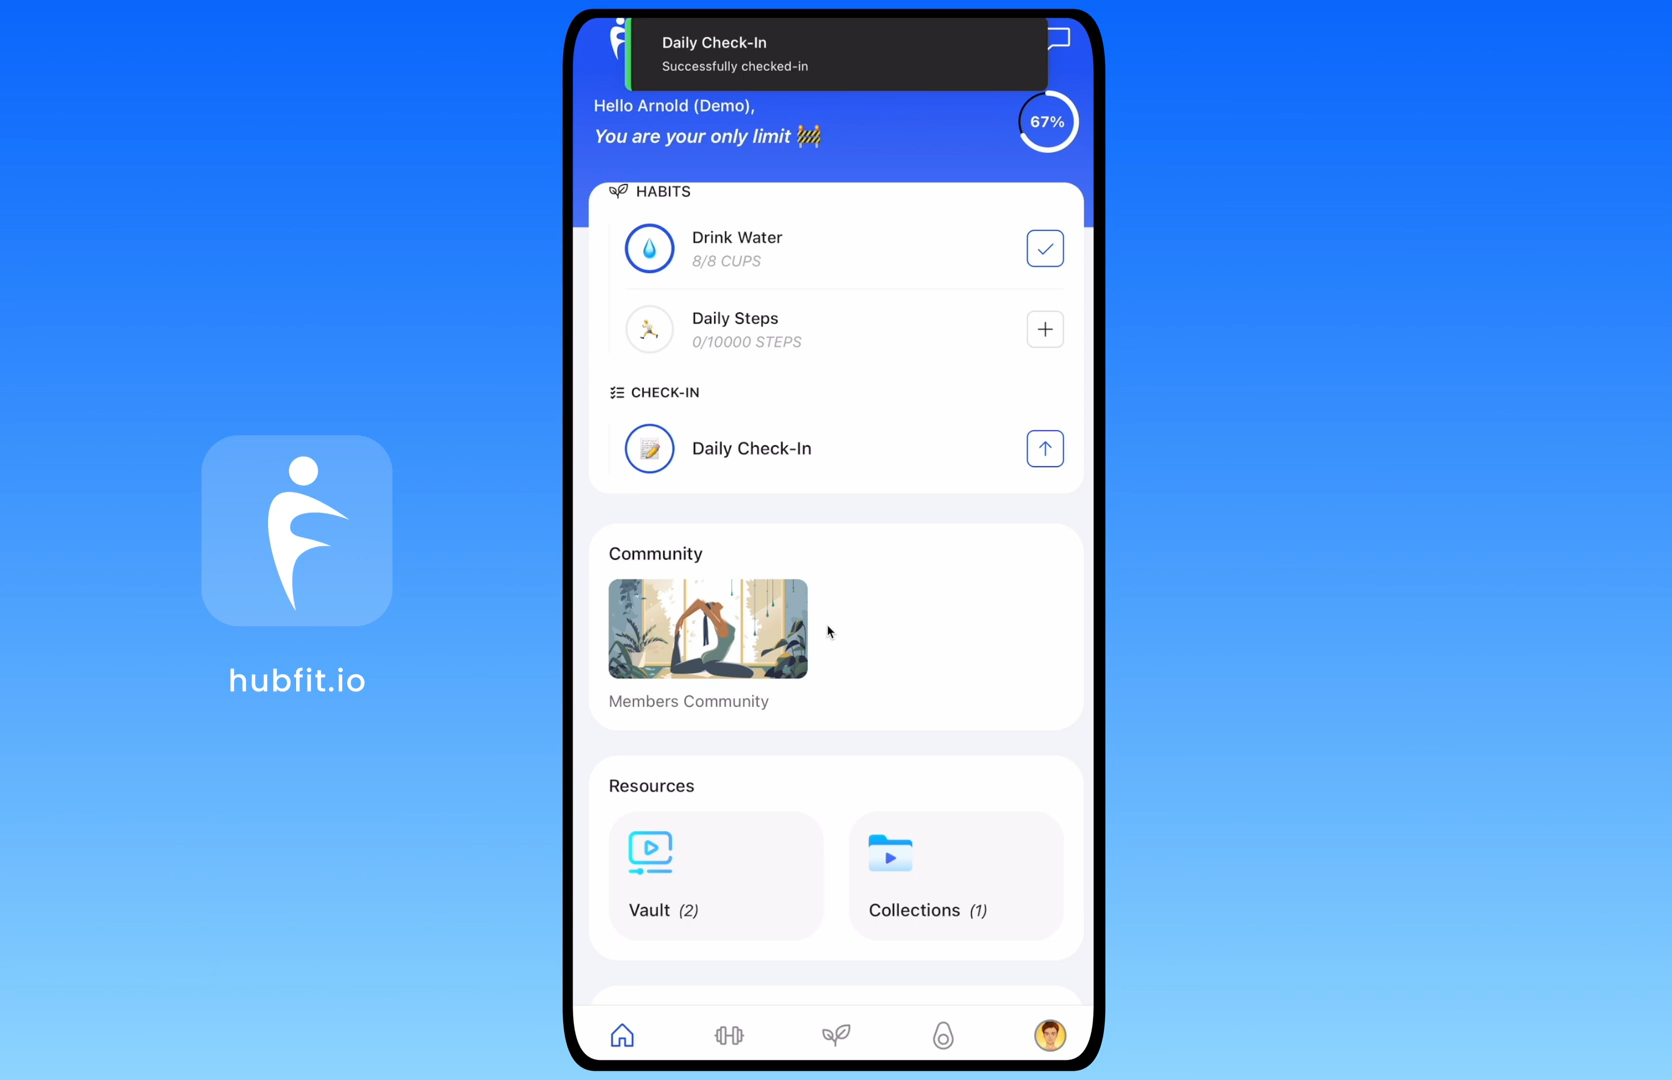 Daily Check-In
Successfully checked-in
Hello Arnold (Demo),
You are your only limit 🚧
67%
HABITS
Drink Water
8/8 CUPS
Daily Steps
0/10000 STEPS
CHECK-IN
Daily Check-In
Community
Members Community
Resources
Vault (2)
Collections (1)
hubfit.io